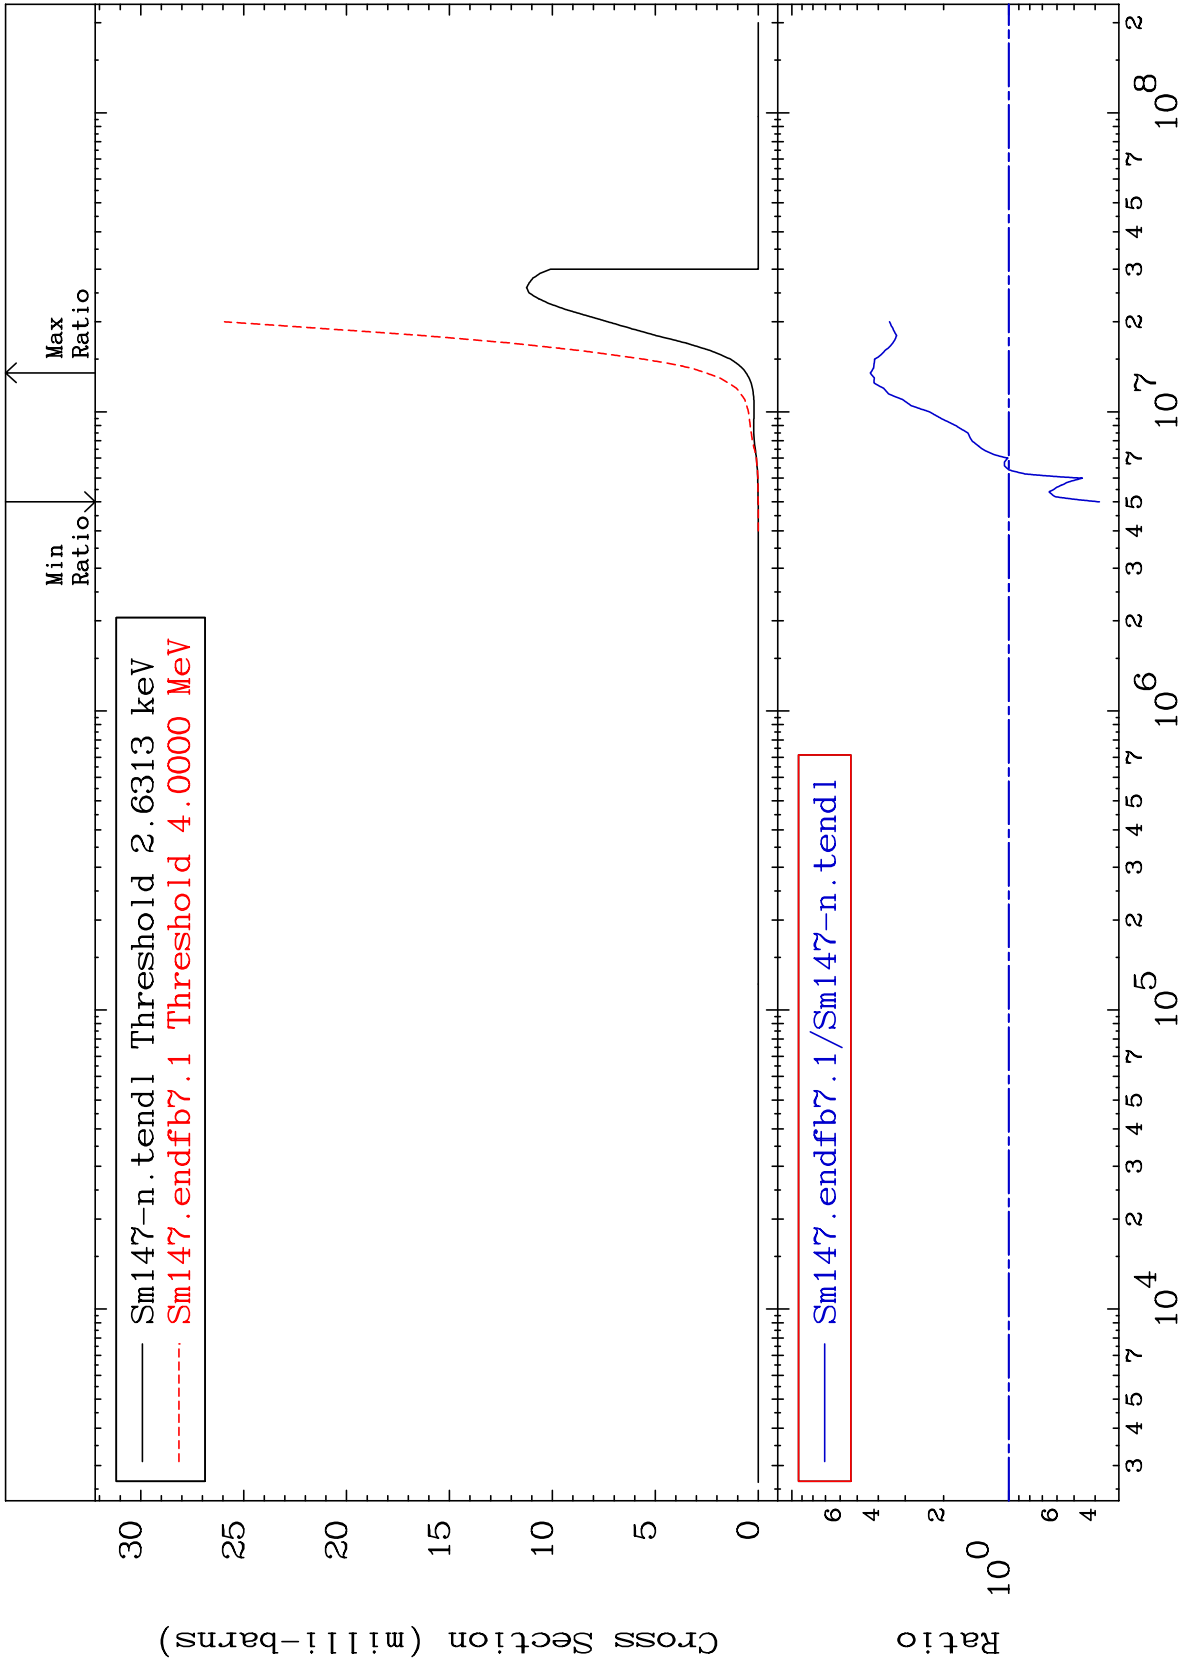 Min
Ratio
Max
Ratio
Sm147-n.tendl Threshold 2.6313 keV
Sm147.endfb7.1 Threshold 4.0000 MeV
30
25
20
15
10
5
0
Cross Section (milli-barns)
Sm147.endfb7.1/Sm147-n.tendl
6
4
2
10^0
6
4
Ratio
3 4 5 7 10^4 2 3 4 5 7 10^5 2 3 4 5 7 10^6 2 3 4 5 7 10^7 2 3 4 5 7 10^8 2